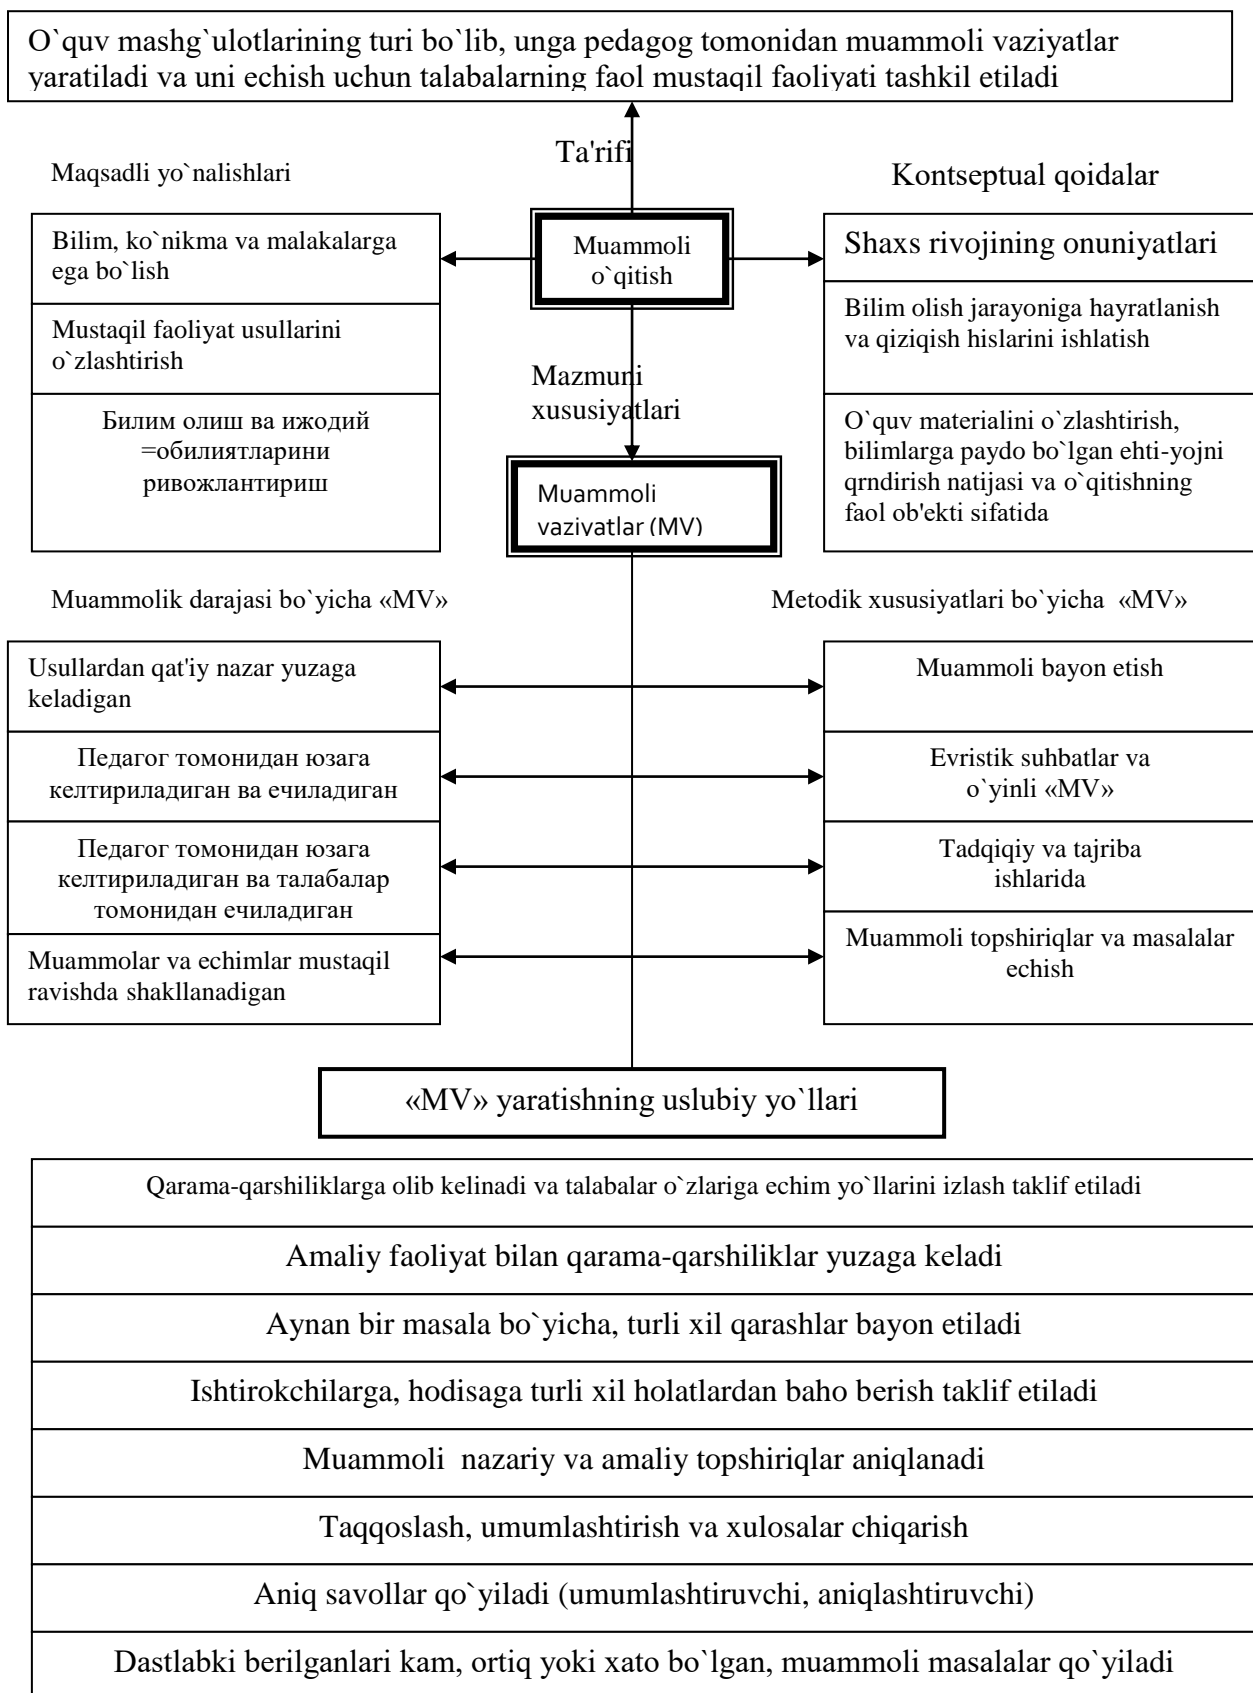 O`quv mashg`ulotlarining turi bo`lib, unga pedagog tomonidan muammoli vaziyatlar
yaratiladi va uni echish uchun talabalarning faol mustaqil faoliyati tashkil etiladi
Ta'rifi
Maqsadli yo`nalishlari
Kontseptual qoidalar
Bilim, ko`nikma va malakalarga
ega bo`lish
Mustaqil faoliyat usullarini
o`zlashtirish
Билим олиш ва ижодий
=обилиятларини
ривожлантириш
Muammoli
o`qitish
Shaxs rivojining onuniyatlari
Bilim olish jarayoniga hayratlanish
va qiziqish hislarini ishlatish
O`quv materialini o`zlashtirish,
bilimlarga paydo bo`lgan ehti-yojni
qrndirish natijasi va o`qitishning
faol ob'ekti sifatida
Mazmuni
xususiyatlari
Muammoli
vaziyatlar (MV)
Muammolik darajasi bo`yicha «MV»
Metodik xususiyatlari bo`yicha «MV»
Usullardan qat'iy nazar yuzaga
keladigan
Педагог томонидан юзага
келтириладиган ва ечиладиган
Педагог томонидан юзага
келтириладиган ва талабалар
томонидан ечиладиган
Muammolar va echimlar mustaqil
ravishda shakllanadigan
Muammoli bayon etish
Evristik suhbatlar va
o`yinli «MV»
Tadqiqiy va tajriba
ishlarida
Muammoli topshiriqlar va masalalar
echish
«MV» yaratishning uslubiy yo`llari
Qarama-qarshiliklarga olib kelinadi va talabalar o`zlariga echim yo`llarini izlash taklif etiladi
Amaliy faoliyat bilan qarama-qarshiliklar yuzaga keladi
Aynan bir masala bo`yicha, turli xil qarashlar bayon etiladi
Ishtirokchilarga, hodisaga turli xil holatlardan baho berish taklif etiladi
Muammoli nazariy va amaliy topshiriqlar aniqlanadi
Taqqoslash, umumlashtirish va xulosalar chiqarish
Aniq savollar qo`yiladi (umumlashtiruvchi, aniqlashtiruvchi)
Dastlabki berilganlari kam, ortiq yoki xato bo`lgan, muammoli masalalar qo`yiladi